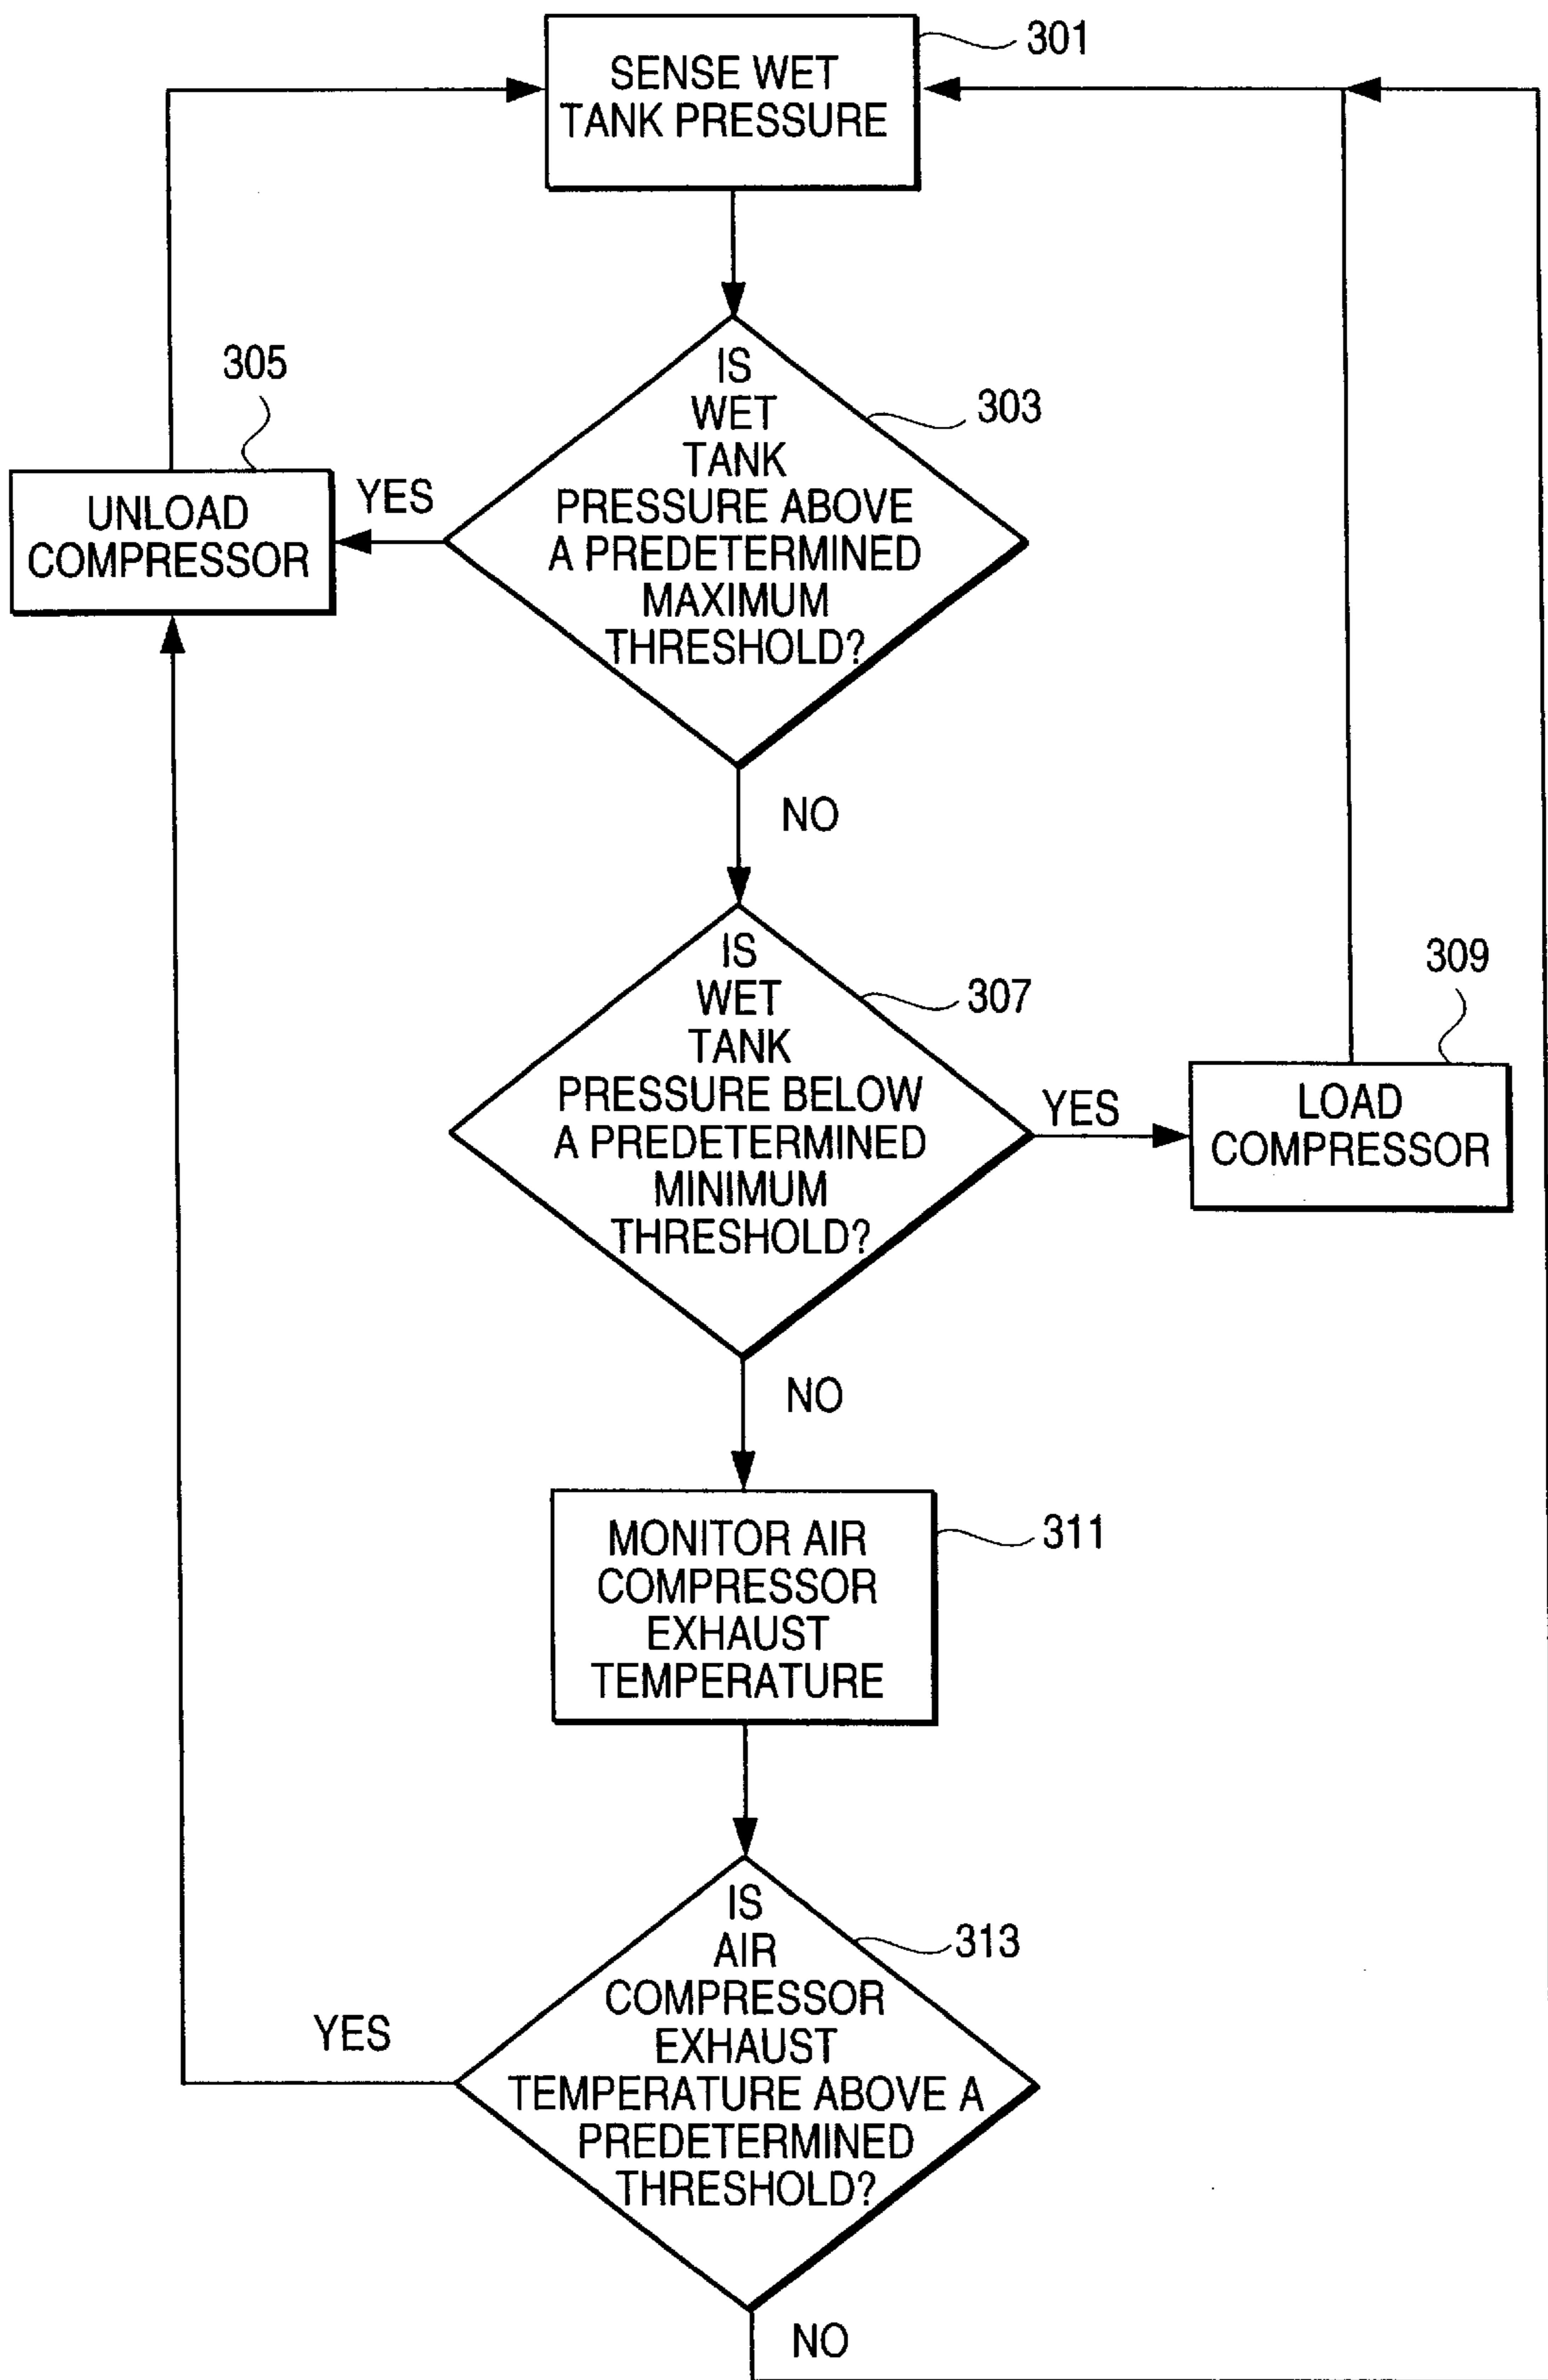 SENSE WET
TANK PRESSURE
301
IS
WET
TANK
PRESSURE ABOVE
A PREDETERMINED
MAXIMUM
THRESHOLD?
303
YES
305
UNLOAD
COMPRESSOR
NO
IS
WET
TANK
PRESSURE BELOW
A PREDETERMINED
MINIMUM
THRESHOLD?
307
YES
309
LOAD
COMPRESSOR
NO
MONITOR AIR
COMPRESSOR
EXHAUST
TEMPERATURE
311
IS
AIR
COMPRESSOR
EXHAUST
TEMPERATURE ABOVE A
PREDETERMINED
THRESHOLD?
313
YES
NO